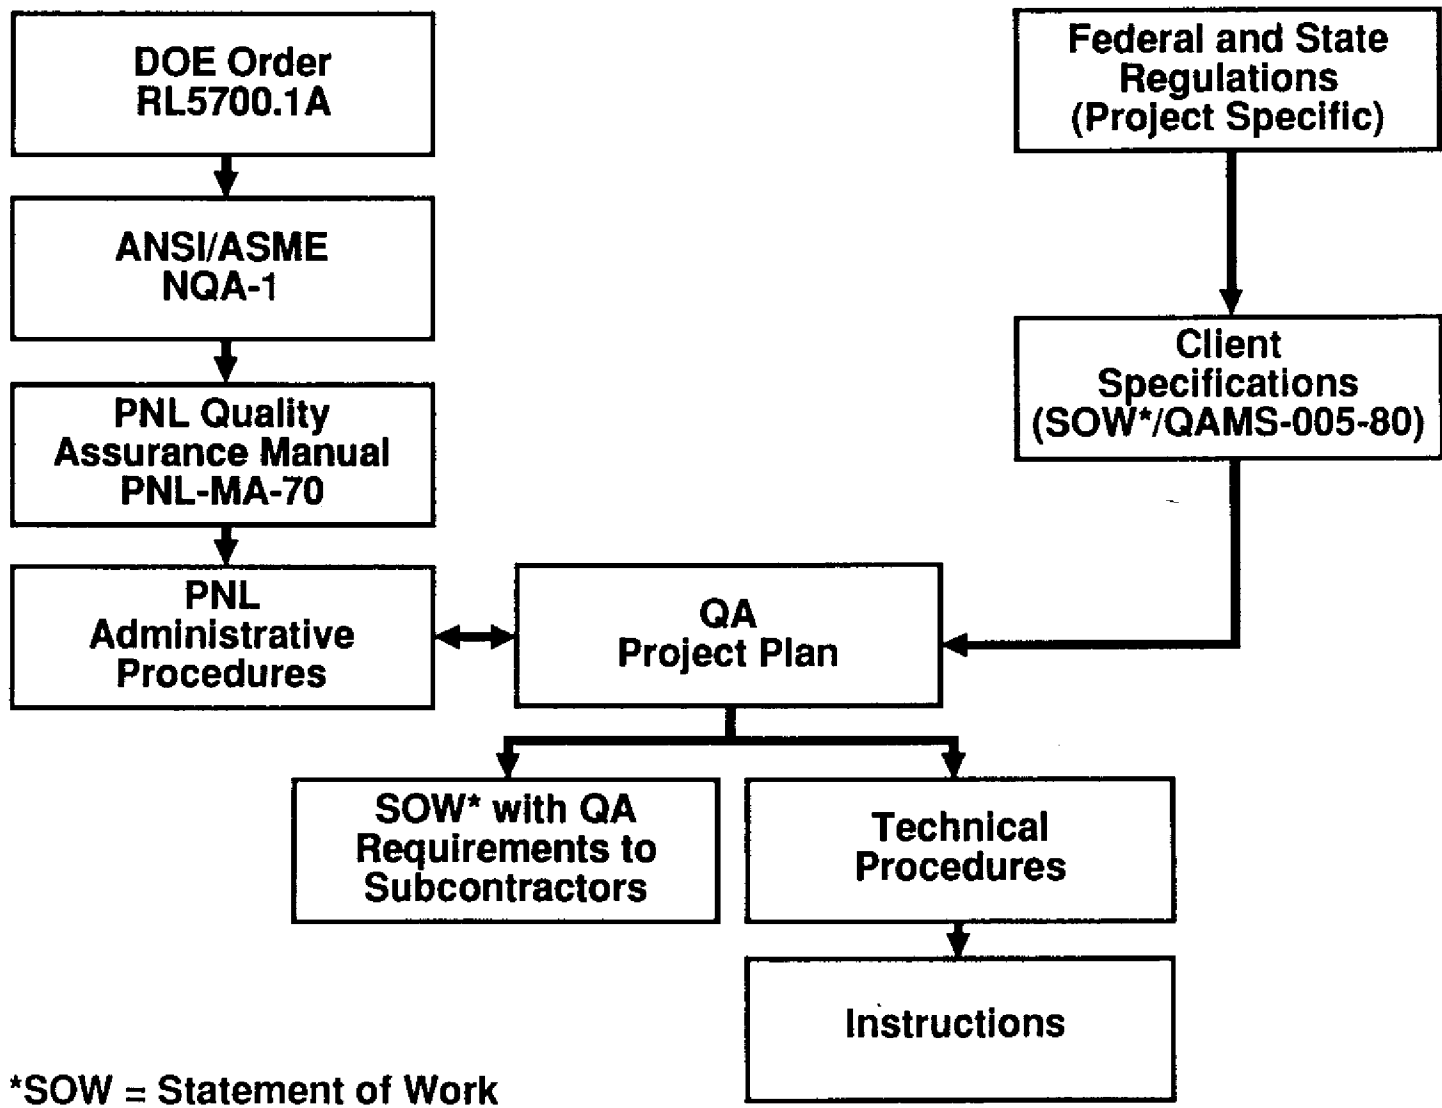 DOE Order
RL5700.1A
Federal and State
Regulations
(Project Specific)
ANSI/ASME
NQA-1
Client
Specifications
(SOW*/QAMS-005-80)
PNL Quality
Assurance Manual
PNL-MA-70
PNL
Administrative
Procedures
QA
Project Plan
SOW* with QA
Requirements to
Subcontractors
Technical
Procedures
Instructions
*SOW = Statement of Work